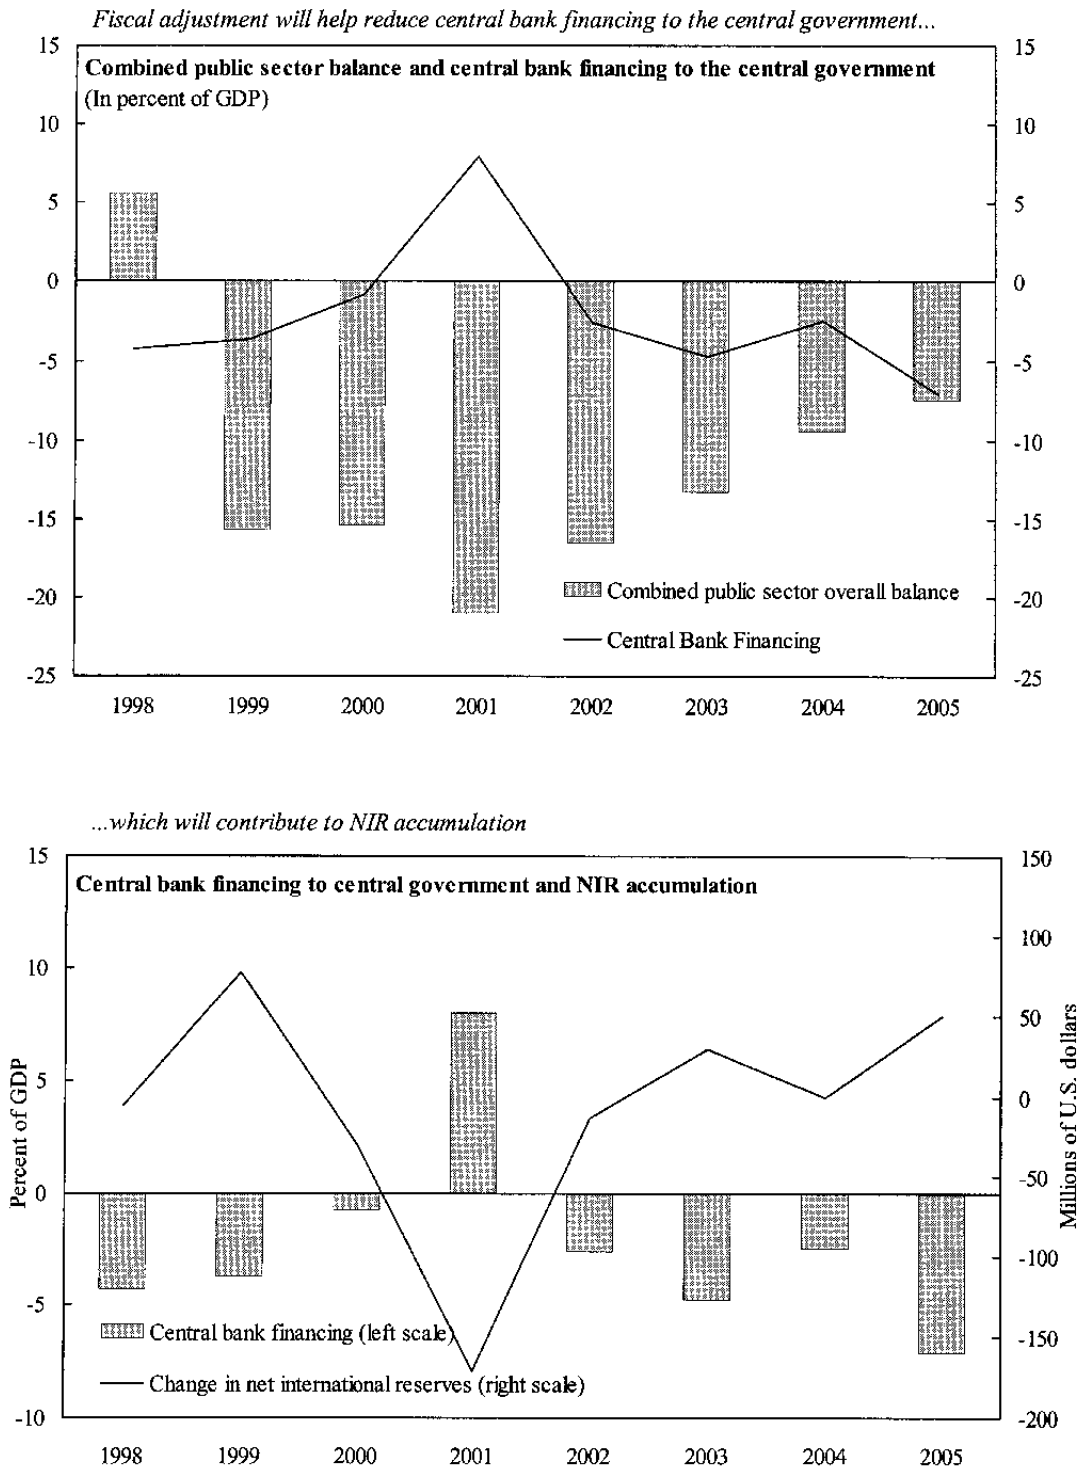 Fiscal adjustment will help reduce central bank financing to the central government...
15 15
Combined public sector balance and central bank financing to the central government
(In percent of GDP)
10 10
5 5
0 0
-5 -5
-10 -10
-15 -15
Combined public sector overall balance
-20 -20
Central Bank Financing
-25 -25
1998 1999 2000 2001 2002 2003 2004 2005
...which will contribute to NIR accumulation
15 150
Central bank financing to central government and NIR accumulation
100
10
50
Percent of GDP
Millions of U.S. dollars
5 0
-50
0
-100
-5
Central bank financing (left scale)
-150
Change in net international reserves (right scale)
-10 -200
1998 1999 2000 2001 2002 2003 2004 2005